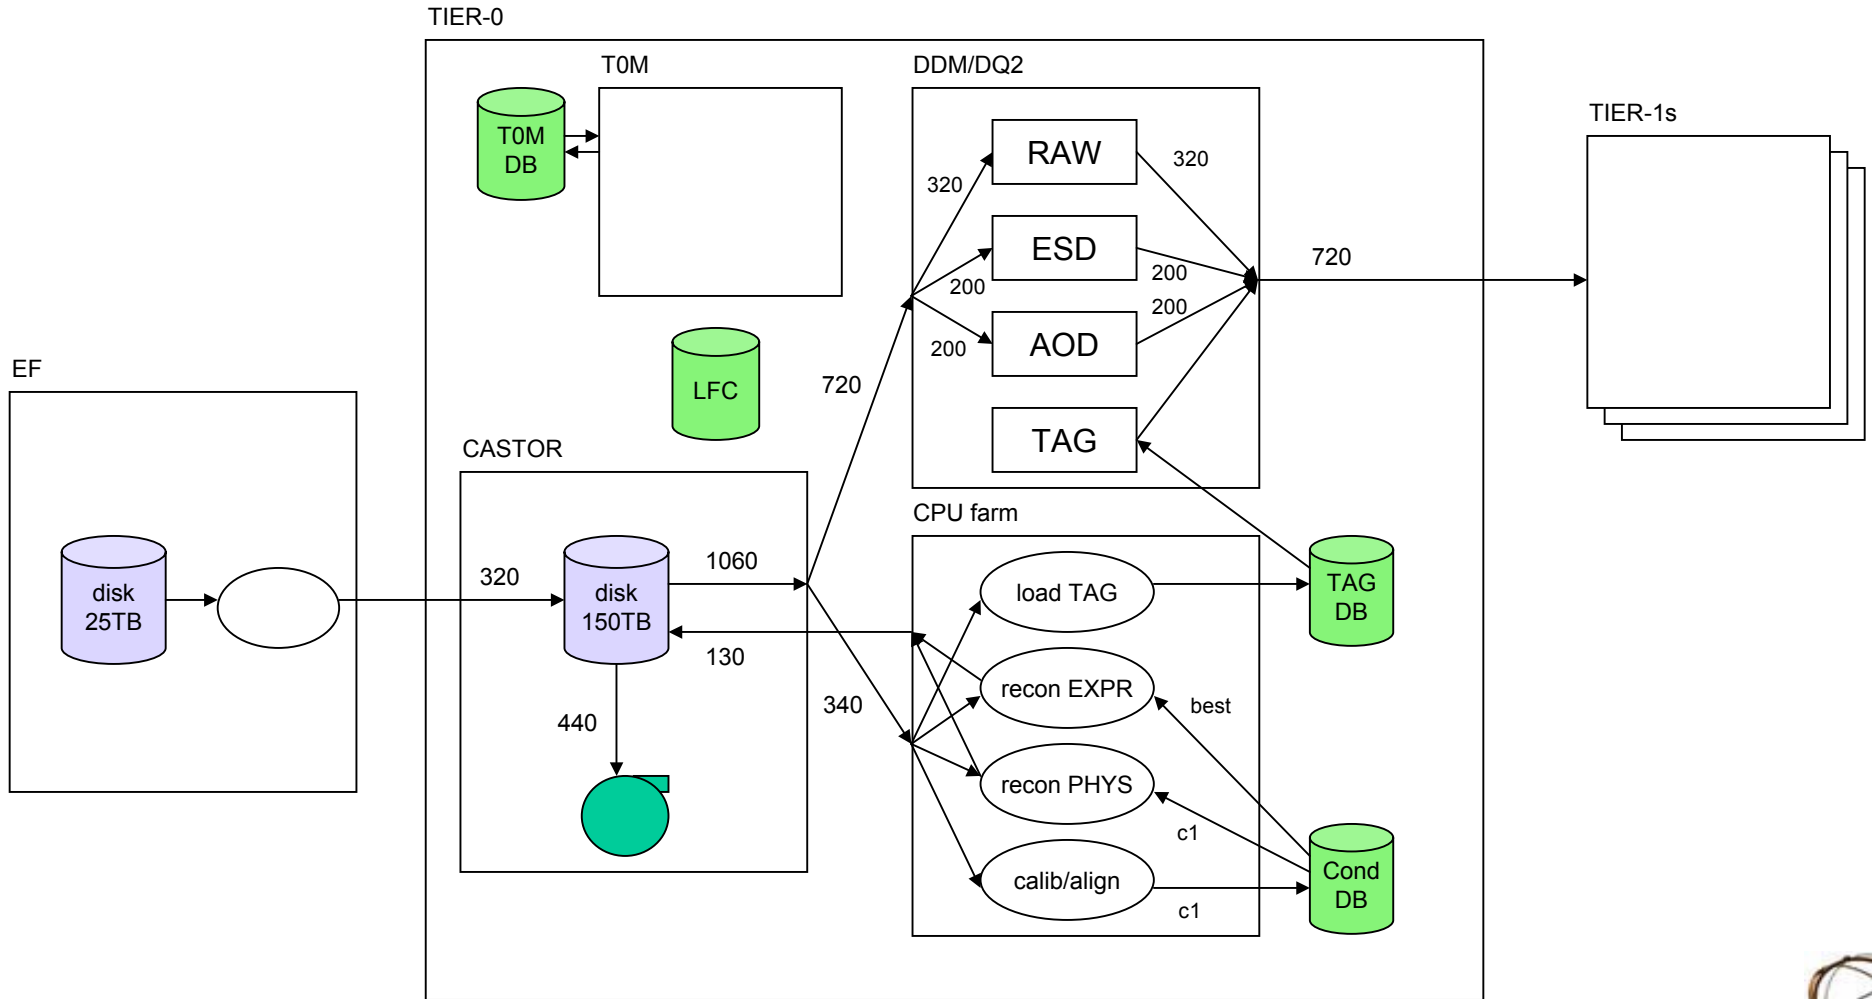 TIER-0
T0M
DDM/DQ2
T0M
DB
RAW
320
320
ESD
200
200
AOD
200
200
TAG
720
TIER-1s
LFC
720
EF
disk
25TB
CASTOR
320
disk
150TB
1060
130
440
340
CPU farm
load TAG
recon EXPR
recon PHYS
calib/align
TAG
DB
best
c1
c1
Cond
DB